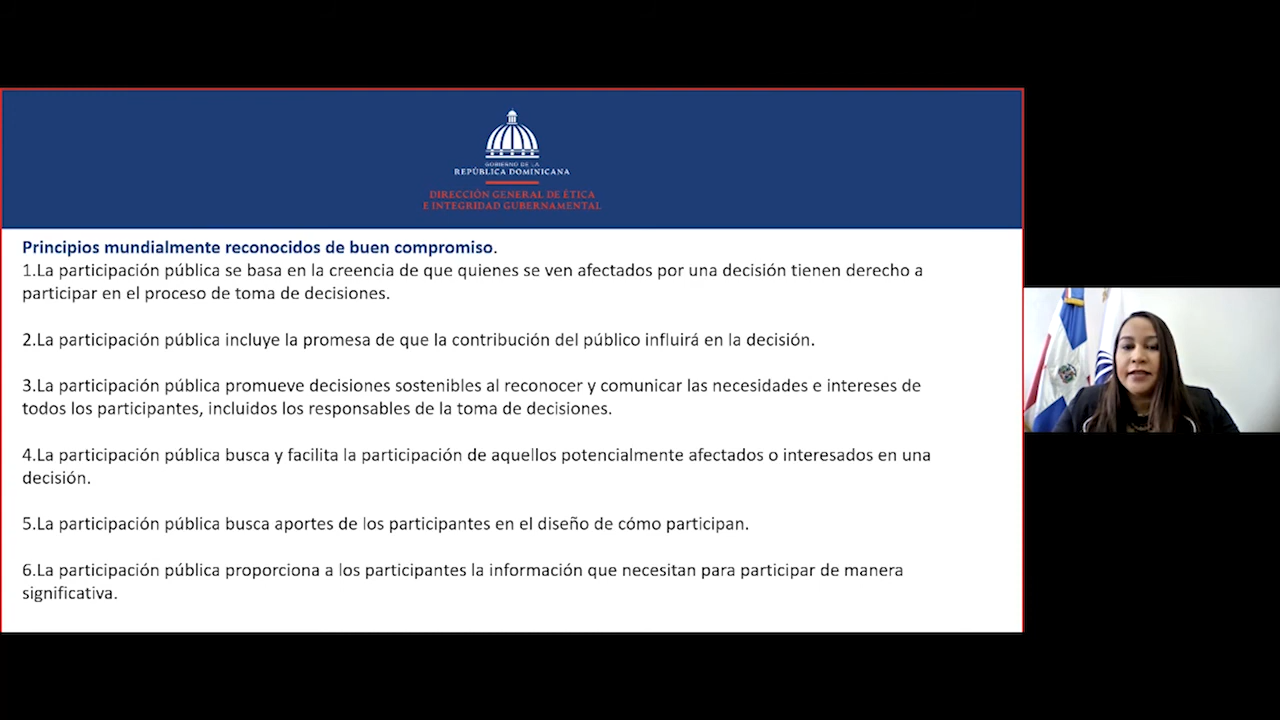 GOBIERNO DE LA
REPÚBLICA DOMINICANA
DIRECCIÓN GENERAL DE ÉTICA
E INTEGRIDAD GUBERNAMENTAL
Principios mundialmente reconocidos de buen compromiso.
1.La participación pública se basa en la creencia de que quienes se ven afectados por una decisión tienen derecho a
participar en el proceso de toma de decisiones.
2.La participación pública incluye la promesa de que la contribución del público influirá en la decisión.
3.La participación pública promueve decisiones sostenibles al reconocer y comunicar las necesidades e intereses de
todos los participantes, incluidos los responsables de la toma de decisiones.
4.La participación pública busca y facilita la participación de aquellos potencialmente afectados o interesados en una
decisión.
5.La participación pública busca aportes de los participantes en el diseño de cómo participan.
6.La participación pública proporciona a los participantes la información que necesitan para participar de manera
significativa.